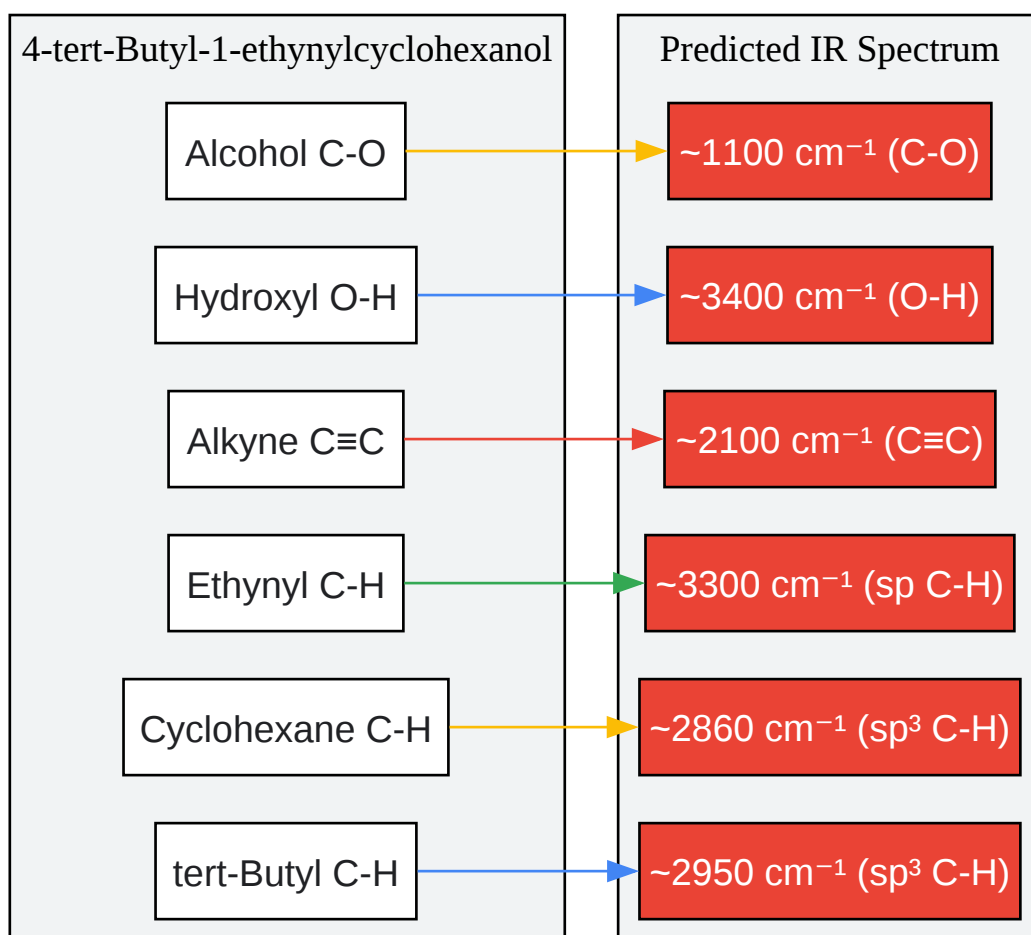 4-tert-Butyl-1-ethynylcyclohexanol
Predicted IR Spectrum
Alcohol C-O
~1100 cm⁻¹ (C-O)
Hydroxyl O-H
~3400 cm⁻¹ (O-H)
Alkyne C≡C
~2100 cm⁻¹ (C≡C)
Ethynyl C-H
~3300 cm⁻¹ (sp C-H)
Cyclohexane C-H
~2860 cm⁻¹ (sp³ C-H)
tert-Butyl C-H
~2950 cm⁻¹ (sp³ C-H)